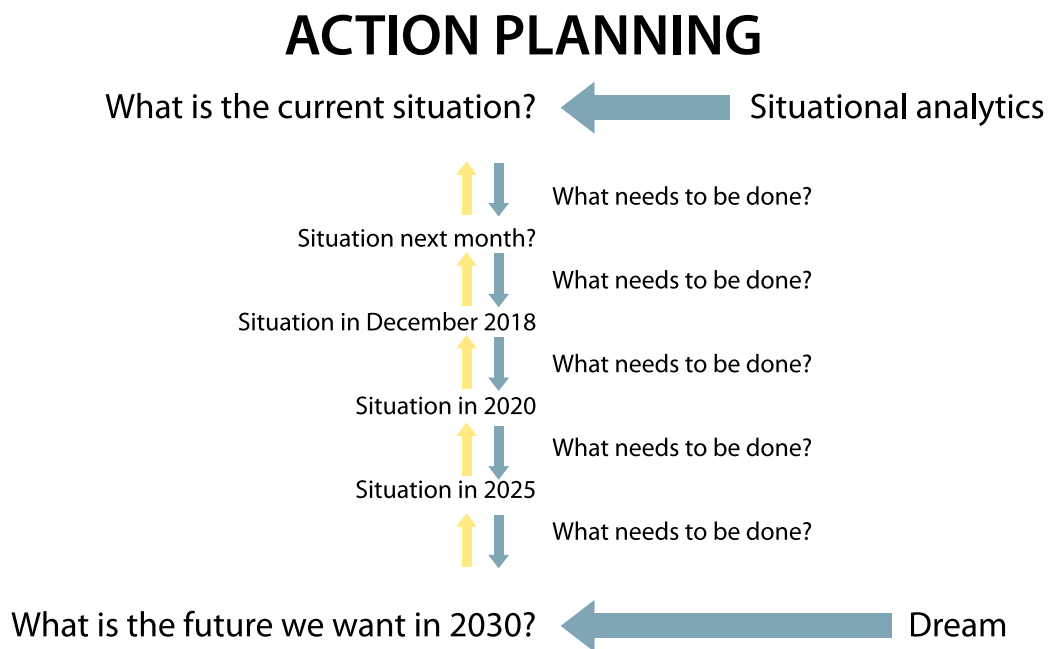 ACTION PLANNING
What is the current situation? Situational analytics
What needs to be done?
Situation next month?
What needs to be done?
Situation in December 2018
What needs to be done?
Situation in 2020
What needs to be done?
Situation in 2025
What needs to be done?
What is the future we want in 2030? Dream